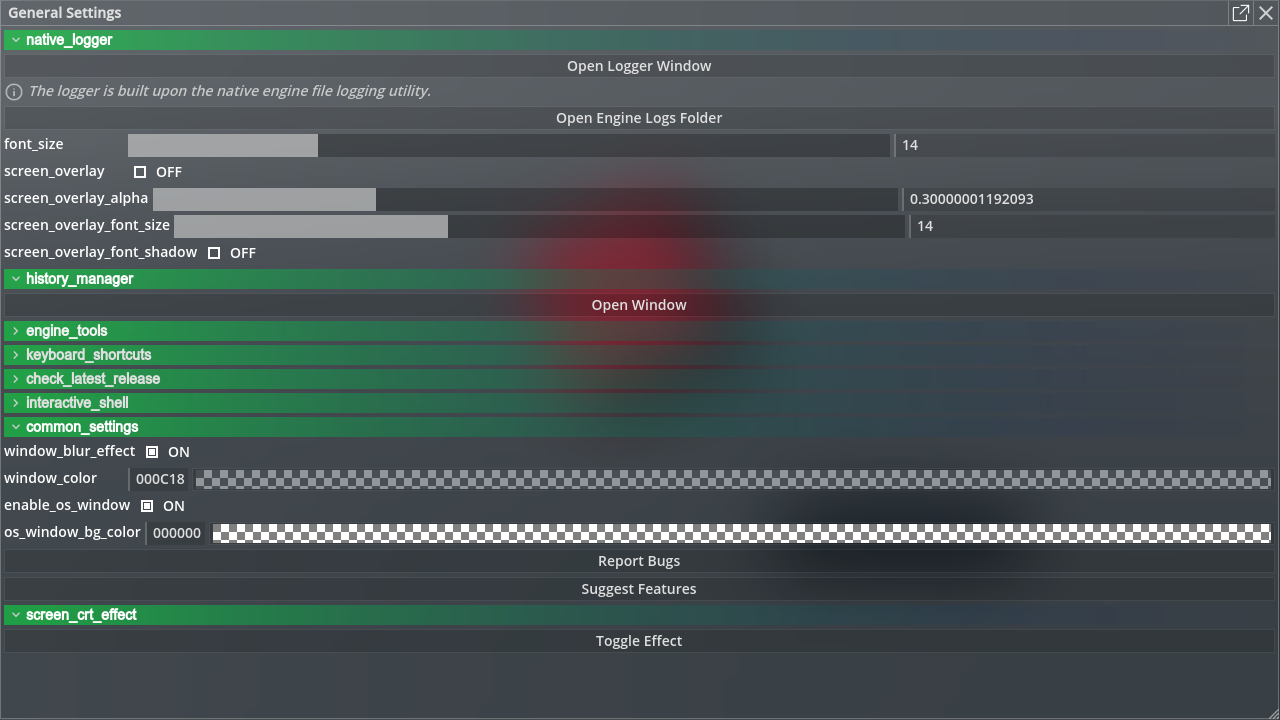 General Settings
native_logger
Open Logger Window
The logger is built upon the native engine file logging utility.
Open Engine Logs Folder
font_size 14
screen_overlay OFF
screen_overlay_alpha 0.30000001192093
screen_overlay_font_size 14
screen_overlay_font_shadow OFF
history_manager
Open Window
engine_tools
keyboard_shortcuts
check_latest_release
interactive_shell
common_settings
window_blur_effect ON
window_color 000C18
enable_os_window ON
os_window_bg_color 000000
Report Bugs
Suggest Features
screen_crt_effect
Toggle Effect